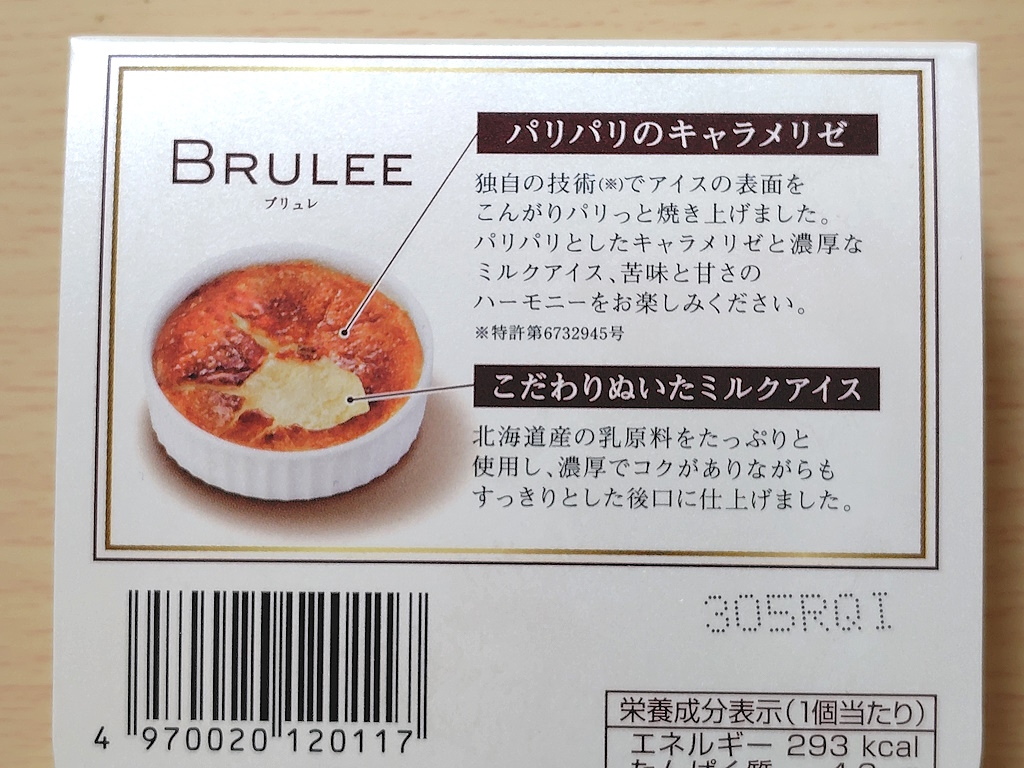 BRULEE
ブリュレ
パリパリのキャラメリゼ
独自の技術(※)でアイスの表面を
こんがりパリっと焼き上げました。
パリパリとしたキャラメリゼと濃厚な
ミルクアイス、苦味と甘さの
ハーモニーをお楽しみください。
※特許第6732945号
こだわりぬいたミルクアイス
北海道産の乳原料をたっぷりと
使用し、濃厚でコクがありながらも
すっきりとした後口に仕上げました。
305RQI
4 970020 120117
栄養成分表示(1個当たり)
エネルギー 293 kcal
たんぱく質